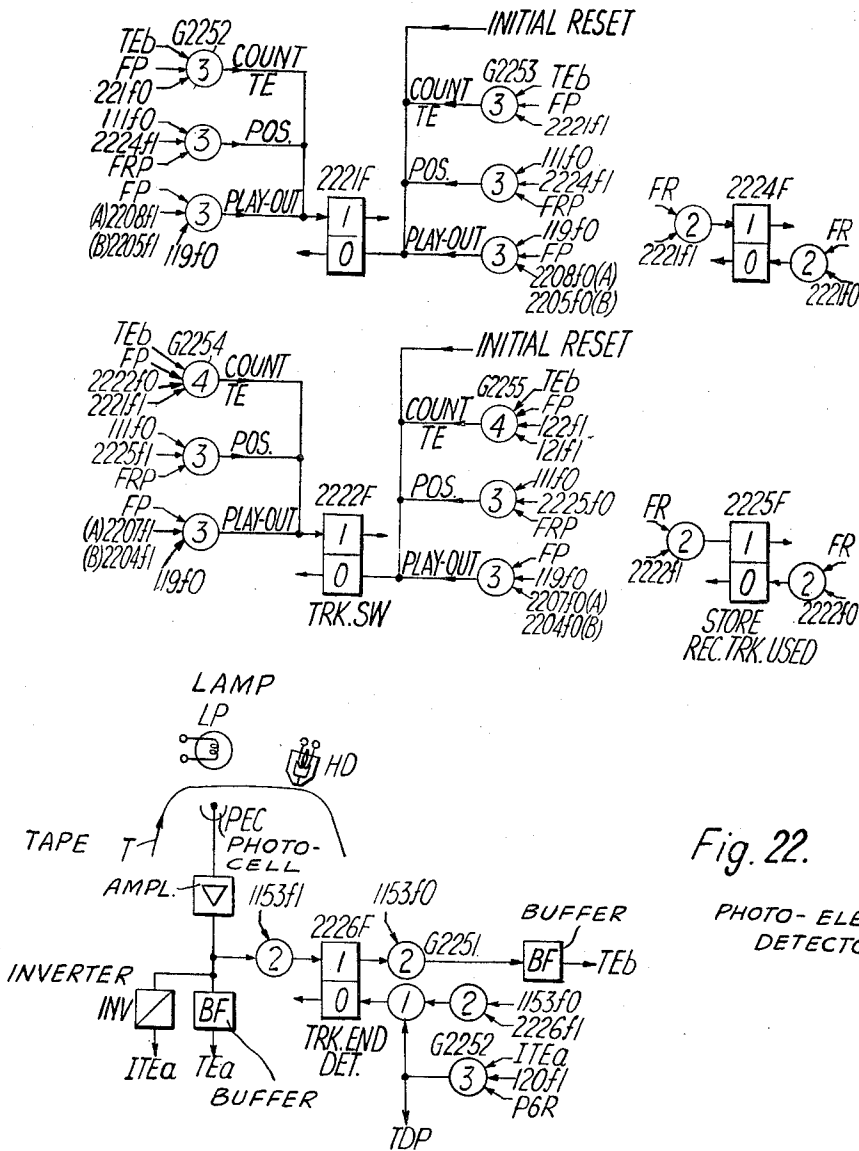 INITIAL RESET
G2252
TEb
FP
221f0
3
COUNT
TE
111f0
2224f1
FRP
3
POS.
FP
(A)2208f1
(B)2205f1
119f0
3
PLAY-OUT
2221F
1
0
G2253
COUNT
TE
3
TEb
FP
2221f1
POS.
3
111f0
2224f1
FRP
PLAY-OUT
3
119f0
FP
2208f0(A)
2205f0(B)
2224F
FR
2
2221f1
1
0
FR
2
2221f0
INITIAL RESET
G2254
TEb
FP
2222f0
2221f1
4
COUNT
TE
111f0
2225f1
FRP
3
POS.
FP
(A)2207f1
(B)2204f1
119f0
3
PLAY-OUT
2222F
1
0
TRK.SW
G2255
COUNT
TE
4
TEb
FP
122f1
121f1
POS.
3
111f0
2225f0
FRP
PLAY-OUT
3
FP
119f0
2207f0(A)
2204f0(B)
2225F
FR
2
2222f1
1
0
FR
2
2222f0
STORE
REC.TRK.USED
LAMP
LP
HD
TAPE T
PEC
PHOTO-
CELL
AMPL.
Fig. 22.
PHOTO-ELE
DETECTO
1153f1
2
2226F
1
0
TRK.END
DET.
1153f0
2
G2251
BUFFER
BF
TEb
1
2
1153f0
2226f1
G2252
3
ITEa
120f1
P6R
TDP
INVERTER
INV
BF
ITEa
TEa
BUFFER